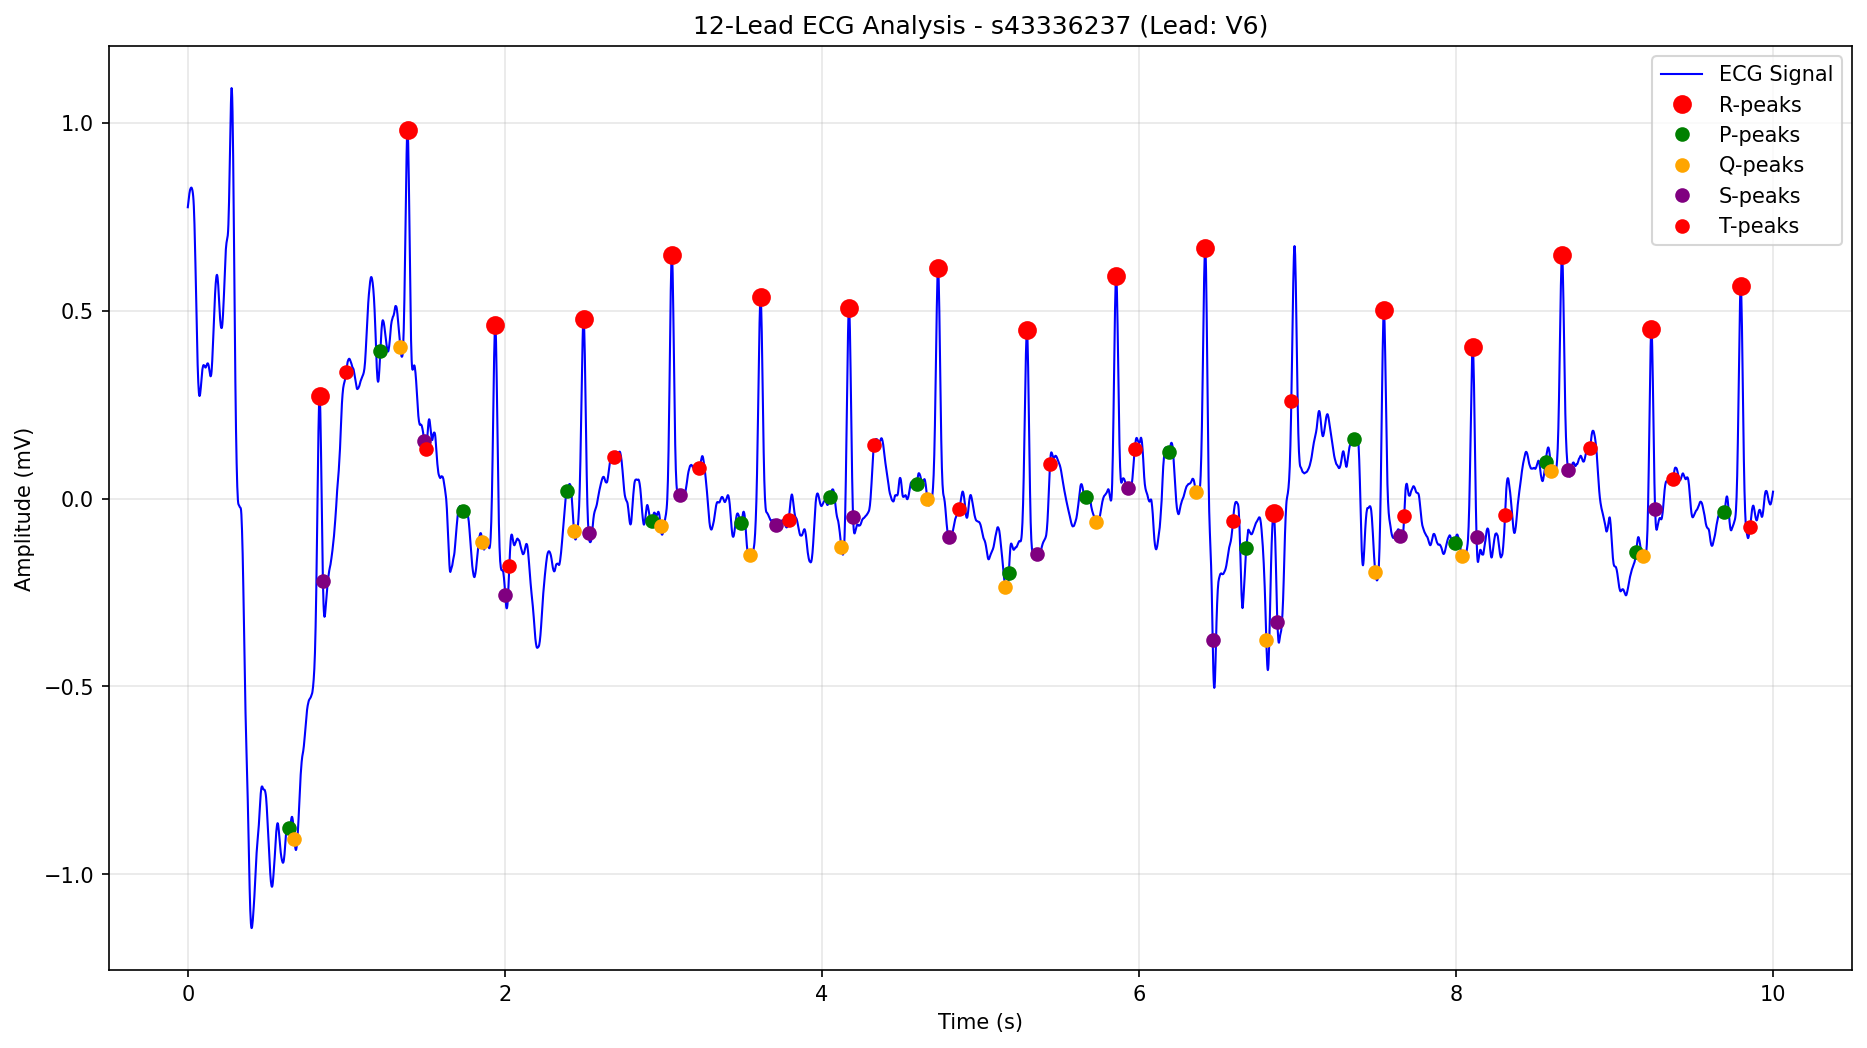 12-Lead ECG Analysis - s43336237 (Lead: V6)
ECG Signal
R-peaks
P-peaks
Q-peaks
S-peaks
T-peaks
Amplitude (mV)
1.0
0.5
0.0
−0.5
−1.0
0
2
4
6
8
10
Time (s)